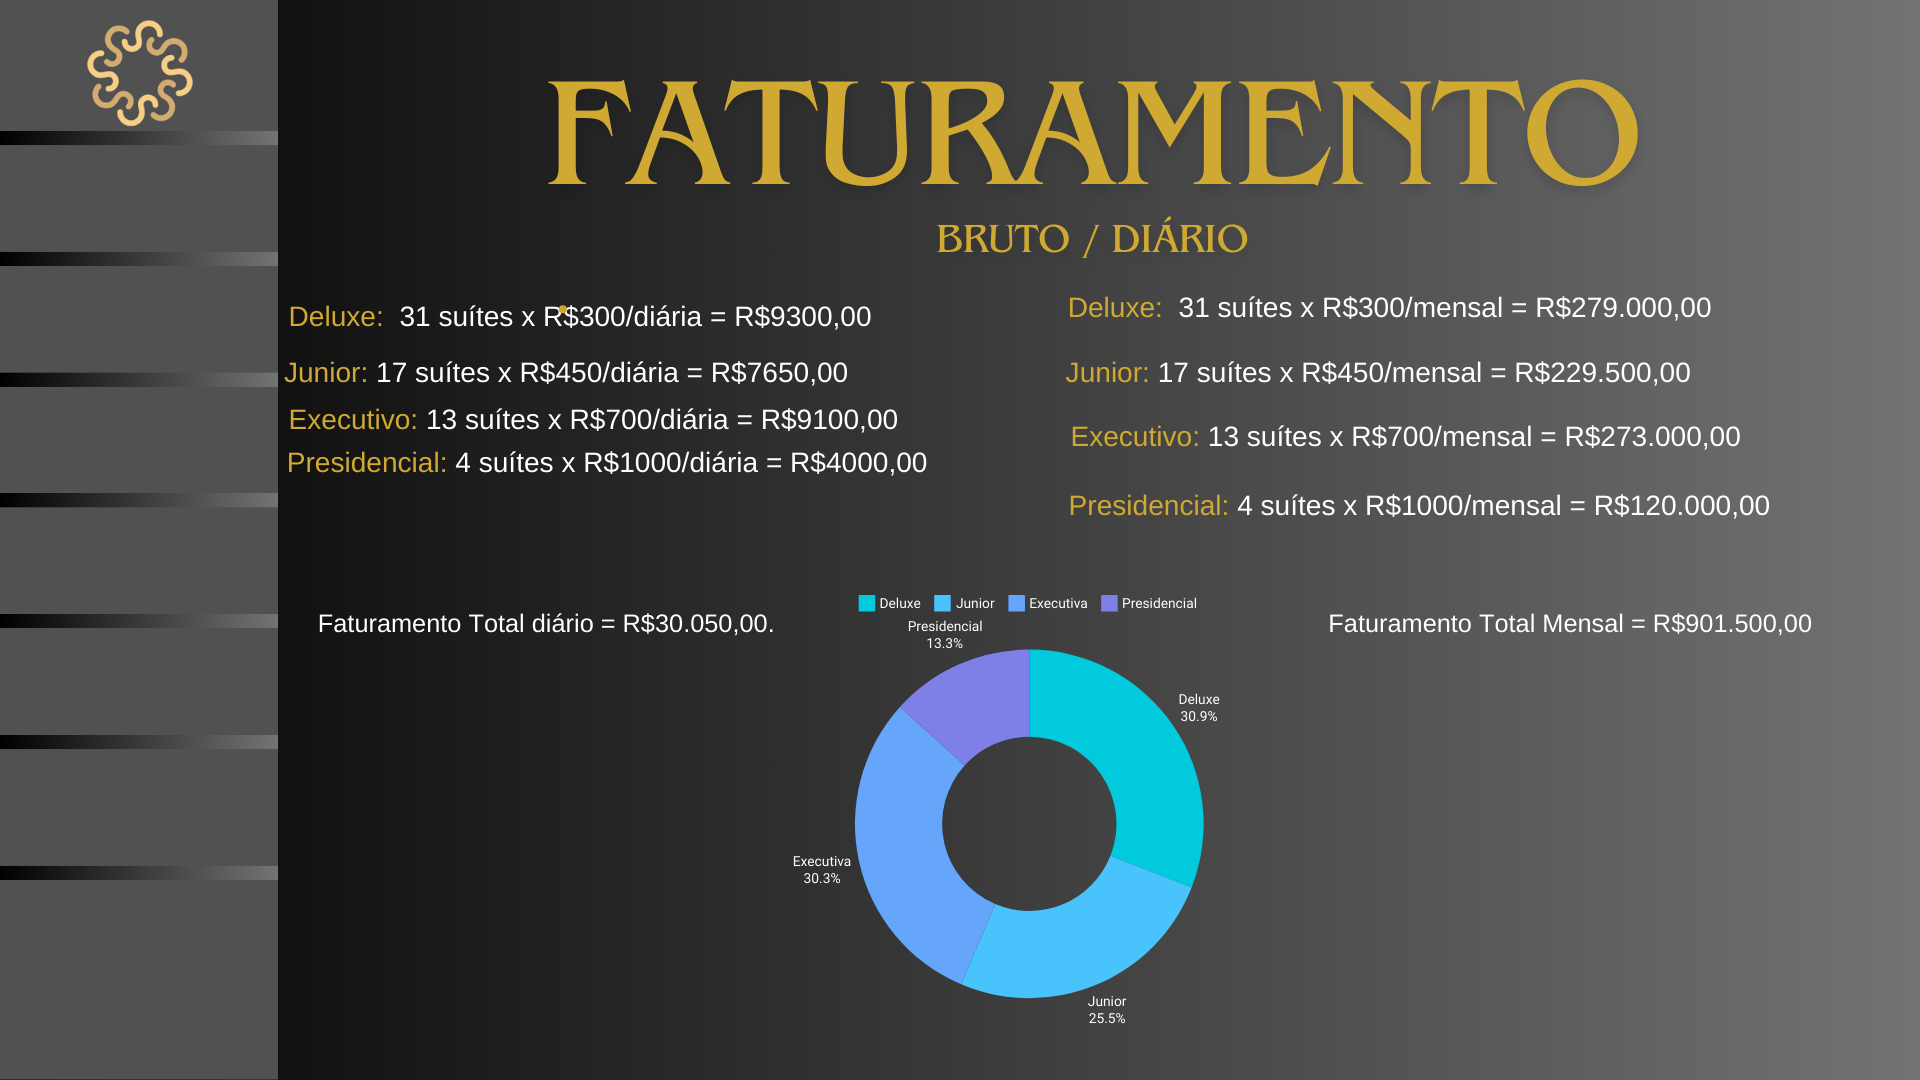 FATURAMENTO
BRUTO / DIÁRIO
Deluxe: 31 suítes x R$300/diária = R$9300,00
Junior: 17 suítes x R$450/diária = R$7650,00
Executivo: 13 suítes x R$700/diária = R$9100,00
Presidencial: 4 suítes x R$1000/diária = R$4000,00
Deluxe: 31 suítes x R$300/mensal = R$279.000,00
Junior: 17 suítes x R$450/mensal = R$229.500,00
Executivo: 13 suítes x R$700/mensal = R$273.000,00
Presidencial: 4 suítes x R$1000/mensal = R$120.000,00
Faturamento Total diário = R$30.050,00.
Deluxe Junior Executiva Presidencial
Presidencial
13.3%
Deluxe
30.9%
Executiva
30.3%
Junior
25.5%
Faturamento Total Mensal = R$901.500,00